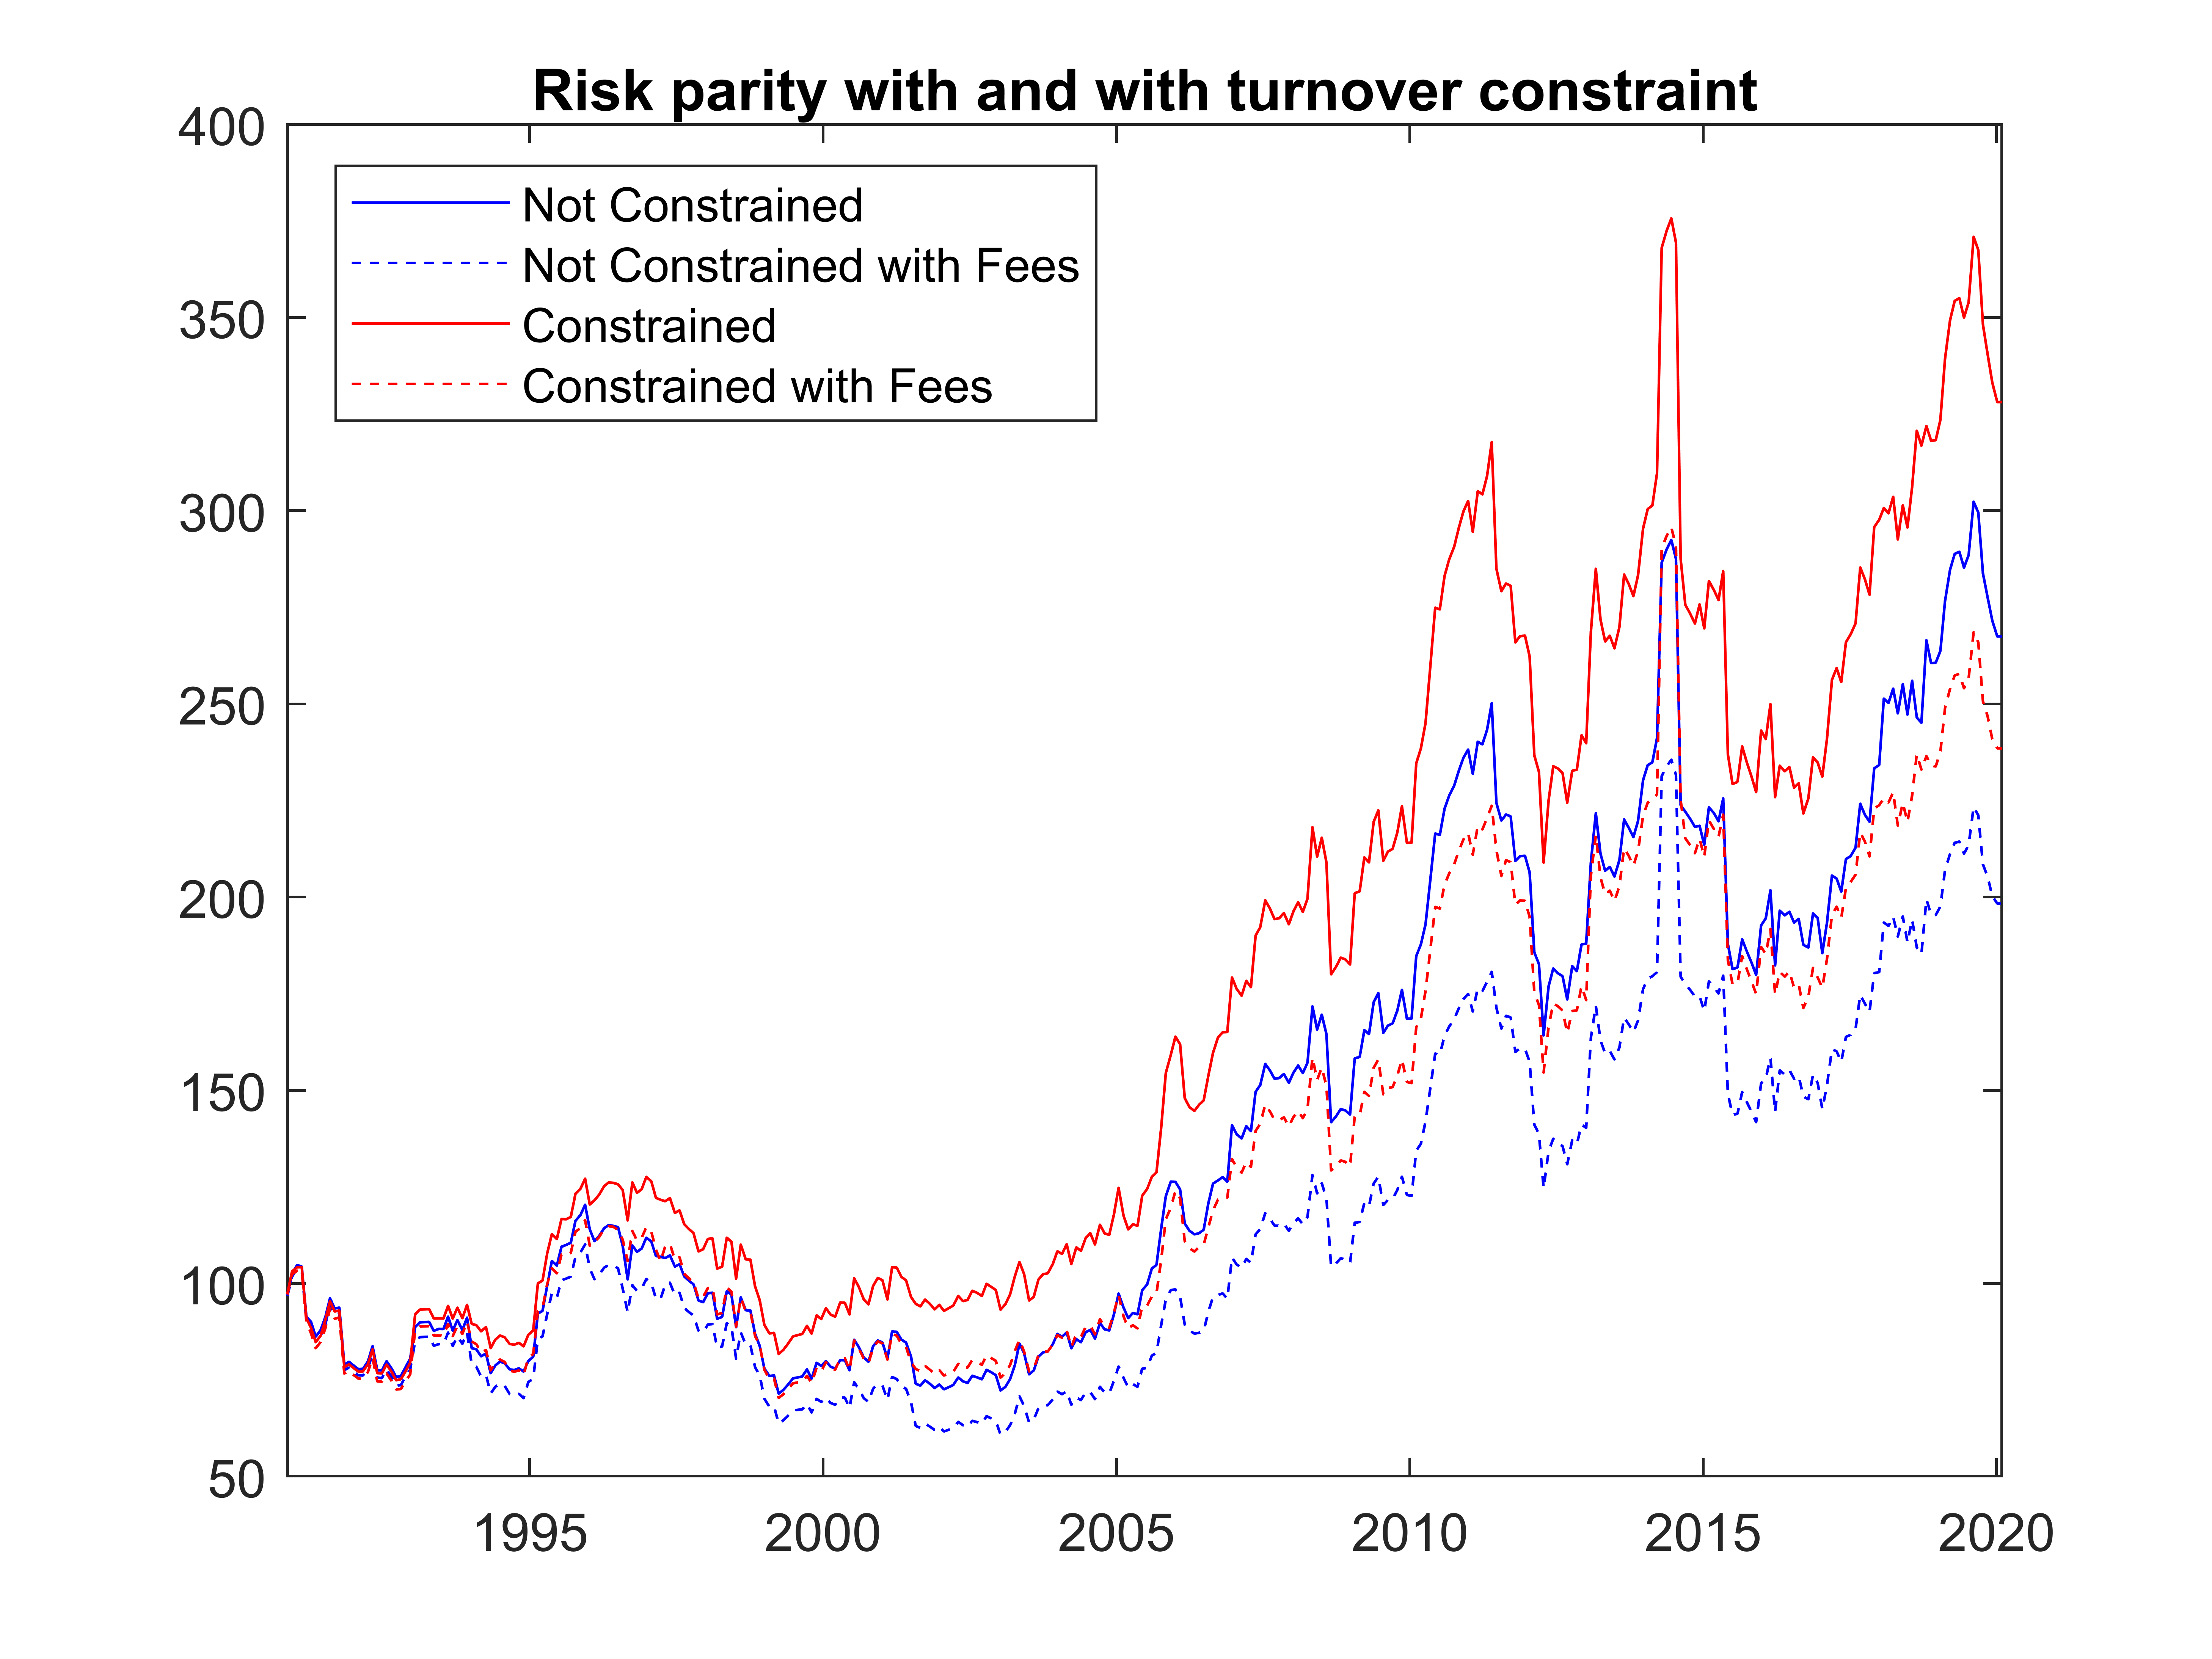 Risk parity with and with turnover constraint
400
350
300
250
200
150
100
50
Not Constrained
Not Constrained with Fees
Constrained
Constrained with Fees
1995 2000 2005 2010 2015 2020